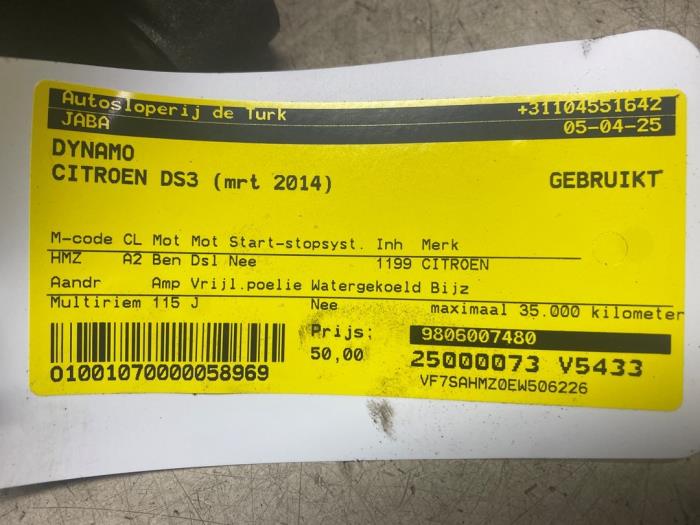 Autosloperij de Turk +31104551642
JABA 05-04-25
DYNAMO
CITROEN DS3 (mrt 2014) GEBRUIKT
M-code CL Mot Mot Start-stopsyst. Inh Merk
HMZ A2 Ben Dsl Nee 1199 CITROEN
Aandr Amp Vrijl.poelie Watergekoeld Bijz
Multiriem 115 J Nee maximaal 35.000 kilometer
Prijs: 9806007480
50,00 25000073 V5433
O1001070000058969 VF7SAHMZ0EW506226